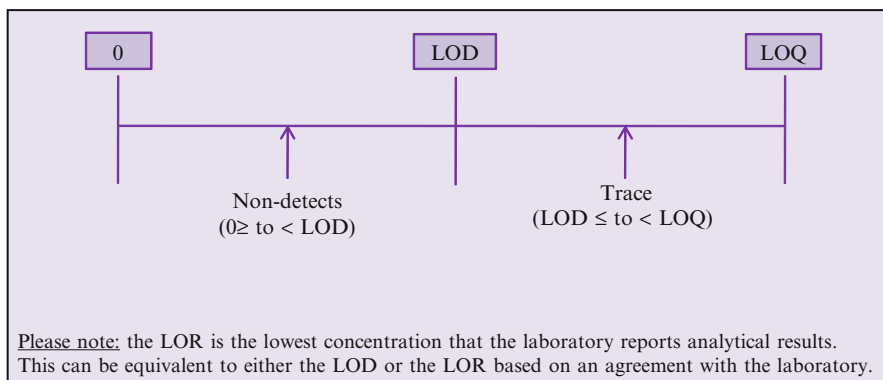 0 LOD LOQ
Non-detects Trace
(0≥ to < LOD) (LOD ≤ to < LOQ)
Please note: the LOR is the lowest concentration that the laboratory reports analytical results.
This can be equivalent to either the LOD or the LOR based on an agreement with the laboratory.